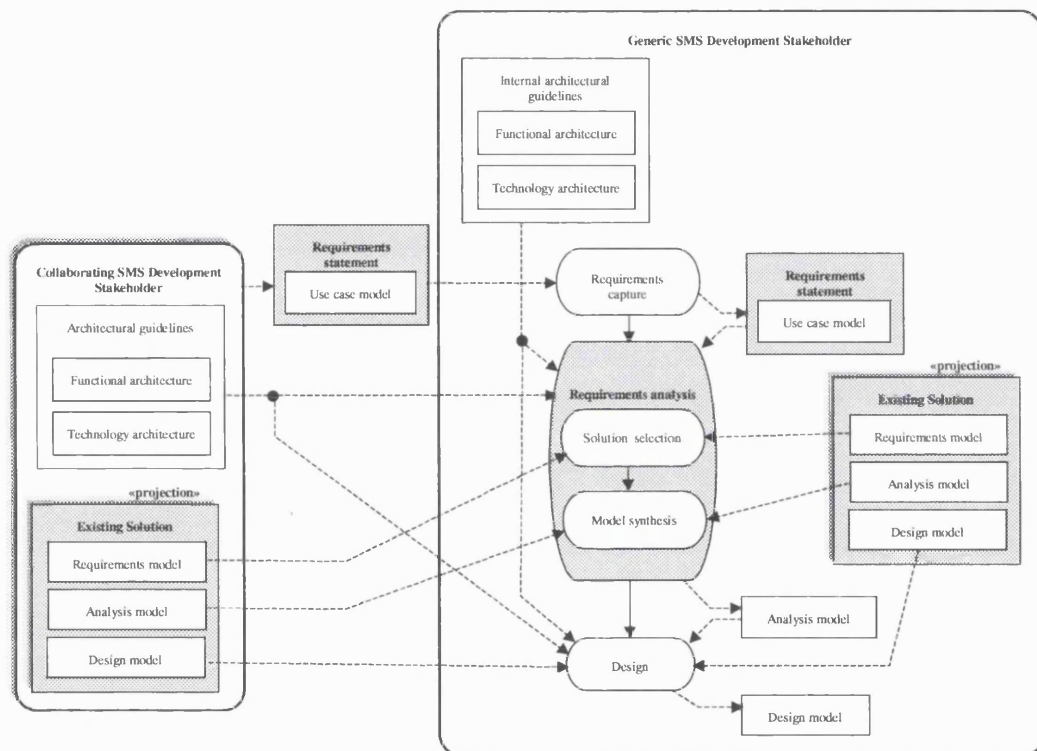 Generic SMS Development Stakeholder
Internal architectural
guidelines
Functional architecture
Technology architecture
Requirements
statement
Use case model
Collaborating SMS Development
Stakeholder
Architectural guidelines
Functional architecture
Technology architecture
«projection»
Existing Solution
Requirements model
Analysis model
Design model
Requirements
capture
Requirements
statement
Use case model
Requirements analysis
Solution selection
Model synthesis
«projection»
Existing Solution
Requirements model
Analysis model
Design model
Analysis model
Design
Design model